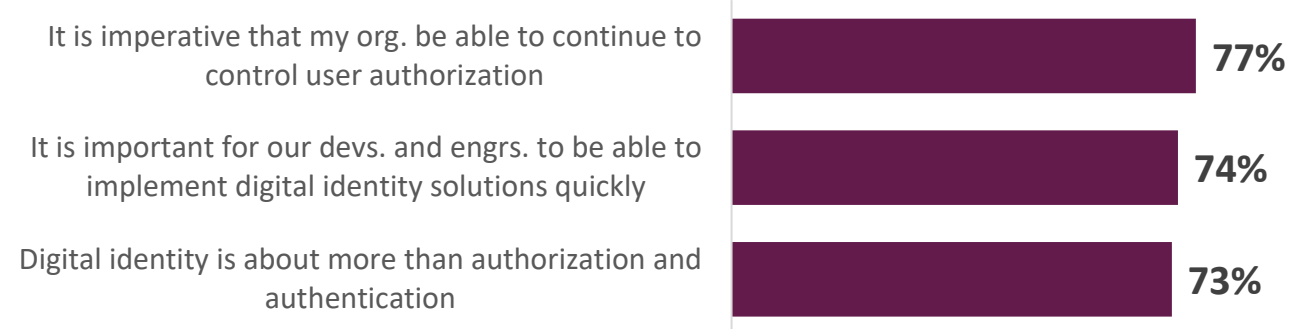 It is imperative that my org. be able to continue to
control user authorization
77%
It is important for our devs. and engrs. to be able to
implement digital identity solutions quickly
74%
Digital identity is about more than authorization and
authentication
73%